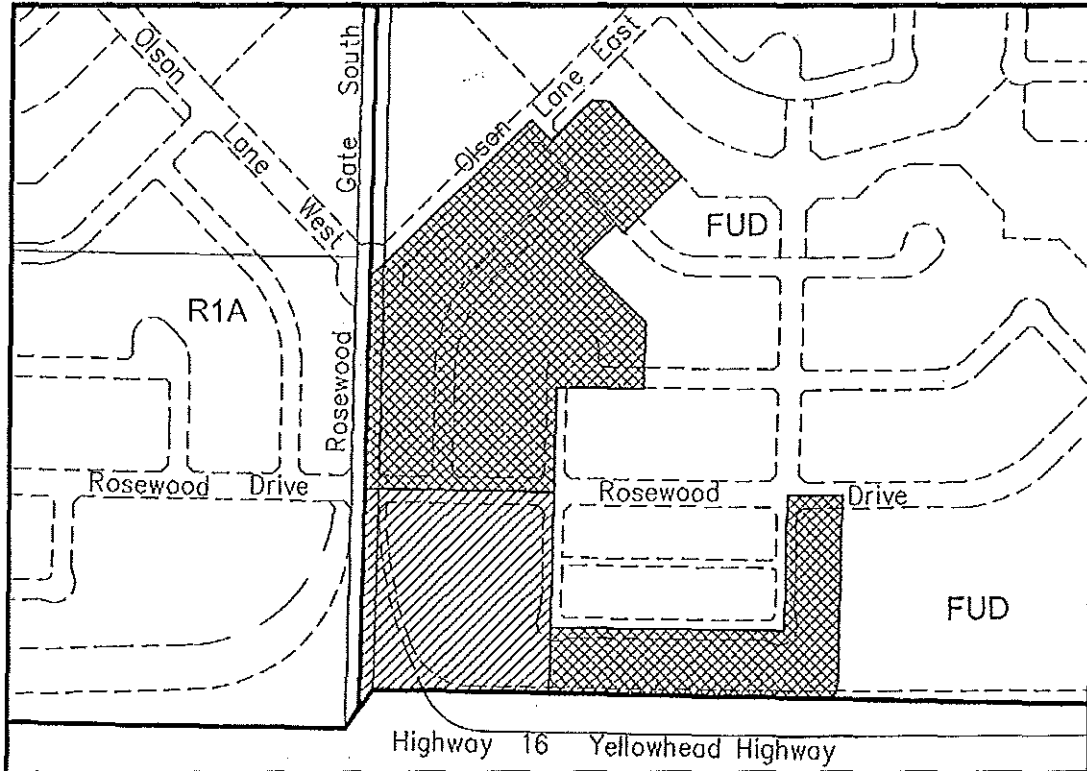 Olson Lane West
Rosewood Gate South
Olson Lane East
FUD
R1A
Rosewood Drive
Rosewood Drive
FUD
Highway 16 Yellowhead Highway